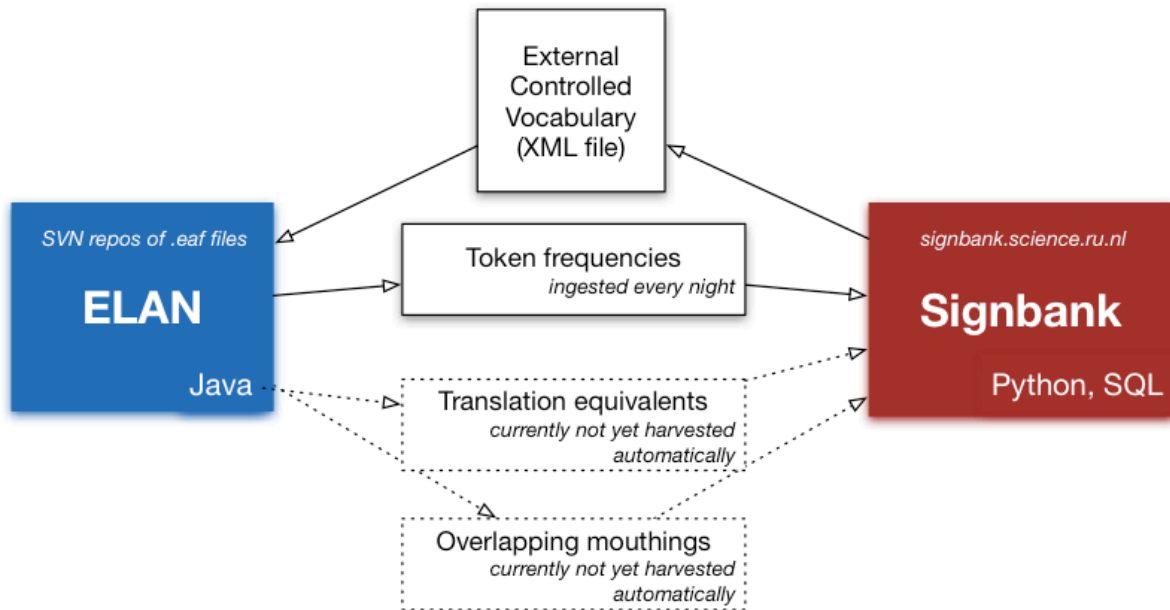 External
Controlled
Vocabulary
(XML file)
SVN repos of .eaf files
ELAN
Java
Token frequencies
ingested every night
signbank.science.ru.nl
Signbank
Python, SQL
Translation equivalents
currently not yet harvested
automatically
Overlapping mouthings
currently not yet harvested
automatically